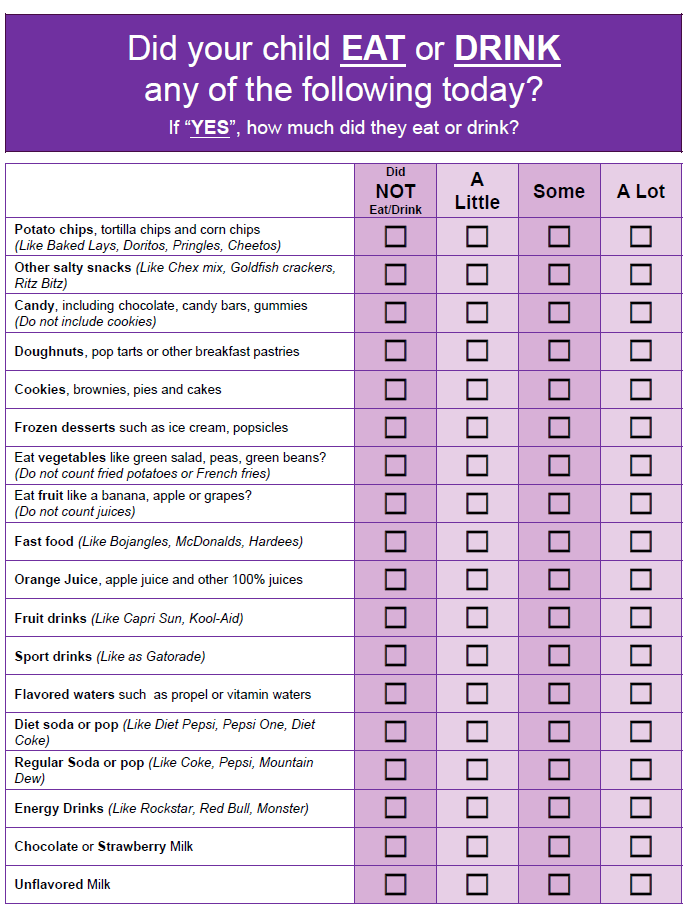 Did your child EAT or DRINK
any of the following today?
If “YES”, how much did they eat or drink?
Did
NOT
Eat/Drink
A
Little
Some
A Lot
Potato chips, tortilla chips and corn chips
(Like Baked Lays, Doritos, Pringles, Cheetos)
Other salty snacks (Like Chex mix, Goldfish crackers,
Ritz Bitz)
Candy, including chocolate, candy bars, gummies
(Do not include cookies)
Doughnuts, pop tarts or other breakfast pastries
Cookies, brownies, pies and cakes
Frozen desserts such as ice cream, popsicles
Eat vegetables like green salad, peas, green beans?
(Do not count fried potatoes or French fries)
Eat fruit like a banana, apple or grapes?
(Do not count juices)
Fast food (Like Bojangles, McDonalds, Hardees)
Orange Juice, apple juice and other 100% juices
Fruit drinks (Like Capri Sun, Kool-Aid)
Sport drinks (Like as Gatorade)
Flavored waters such as propel or vitamin waters
Diet soda or pop (Like Diet Pepsi, Pepsi One, Diet
Coke)
Regular Soda or pop (Like Coke, Pepsi, Mountain
Dew)
Energy Drinks (Like Rockstar, Red Bull, Monster)
Chocolate or Strawberry Milk
Unflavored Milk